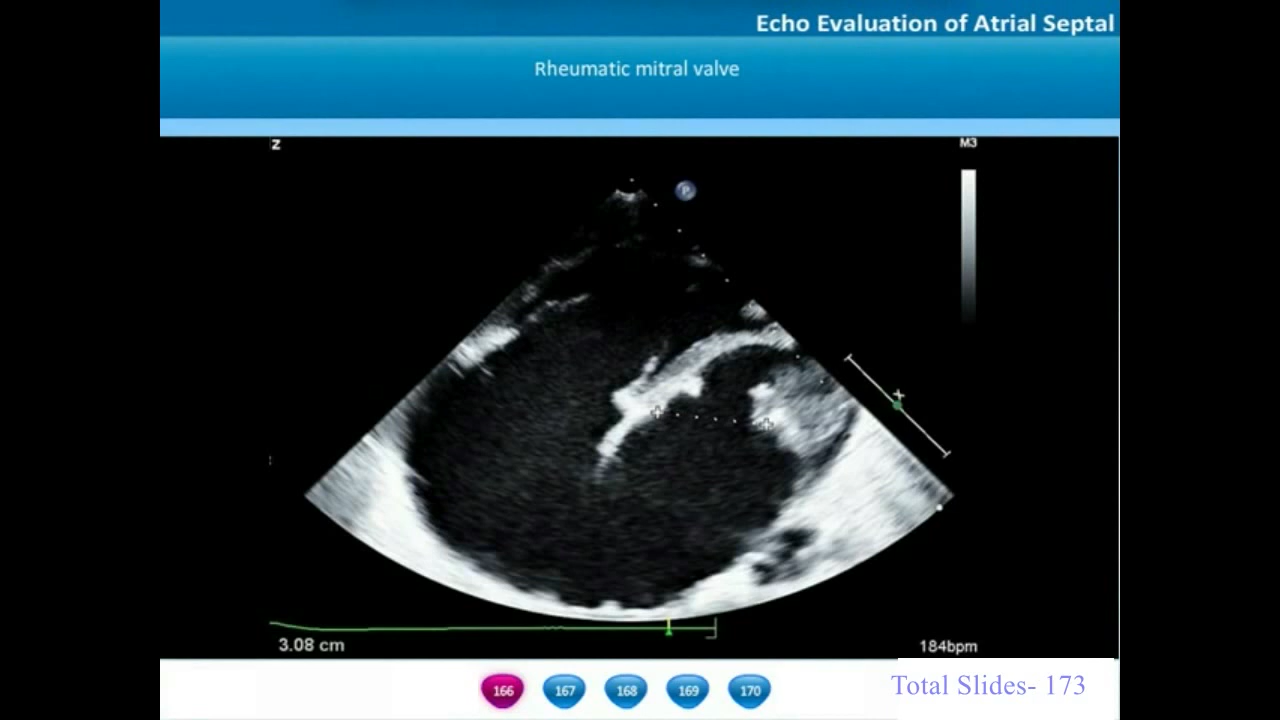 Echo Evaluation of Atrial Septal
Rheumatic mitral valve
Z
M3
P
3.08 cm
184bpm
166 167 168 169 170
Total Slides- 173